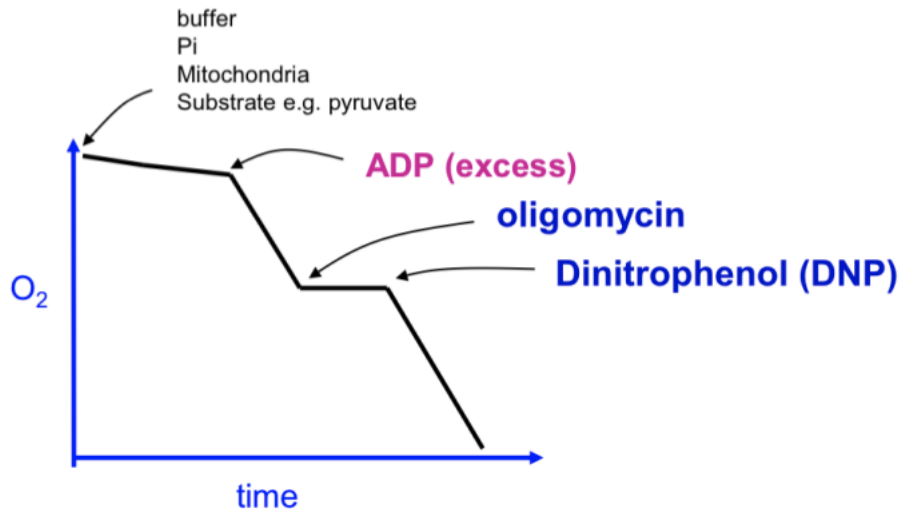 buffer
Pi
Mitochondria
Substrate e.g. pyruvate
ADP (excess)
oligomycin
Dinitrophenol (DNP)
O₂
time